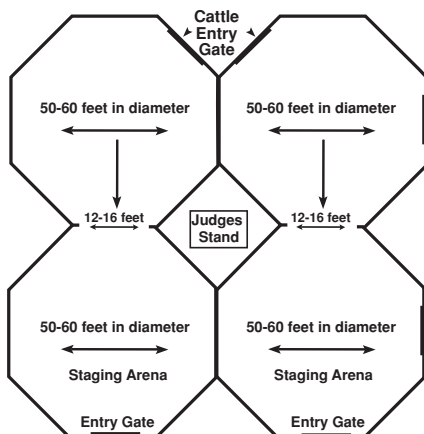 Cattle
Entry
Gate
50-60 feet in diameter
50-60 feet in diameter
12-16 feet
Judges
Stand
12-16 feet
50-60 feet in diameter
50-60 feet in diameter
Staging Arena
Staging Arena
Entry Gate
Entry Gate